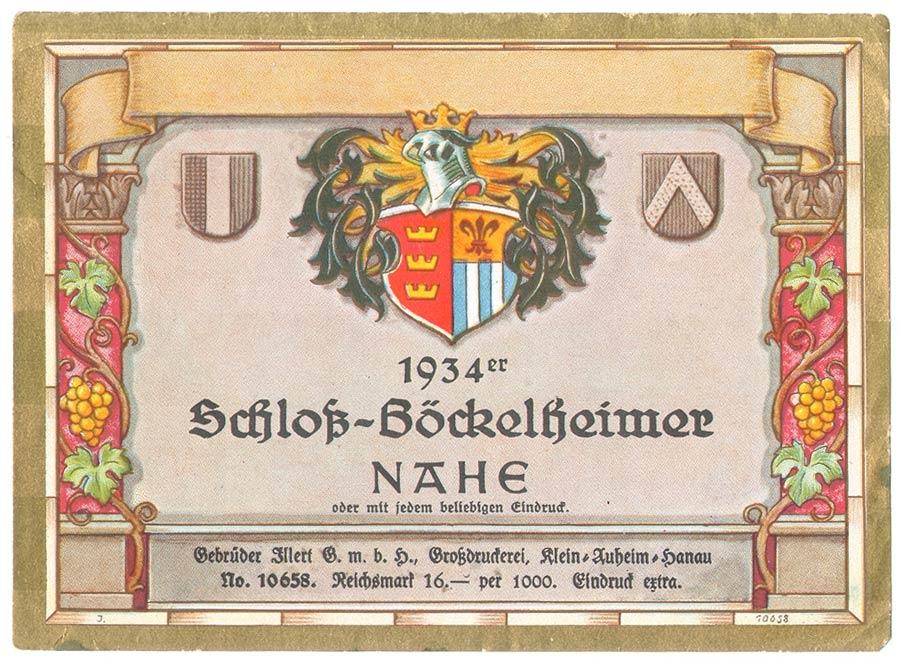 1934er
Schloß-Böckelheimer
NAHE
oder mit jedem beliebigen Eindruck.
Gebrüder Illert G. m. b. H., Großdruckerei, Klein-Auheim-Hanau
No. 10658. Reichsmark 16.— per 1000. Eindruck extra.
J. 10658